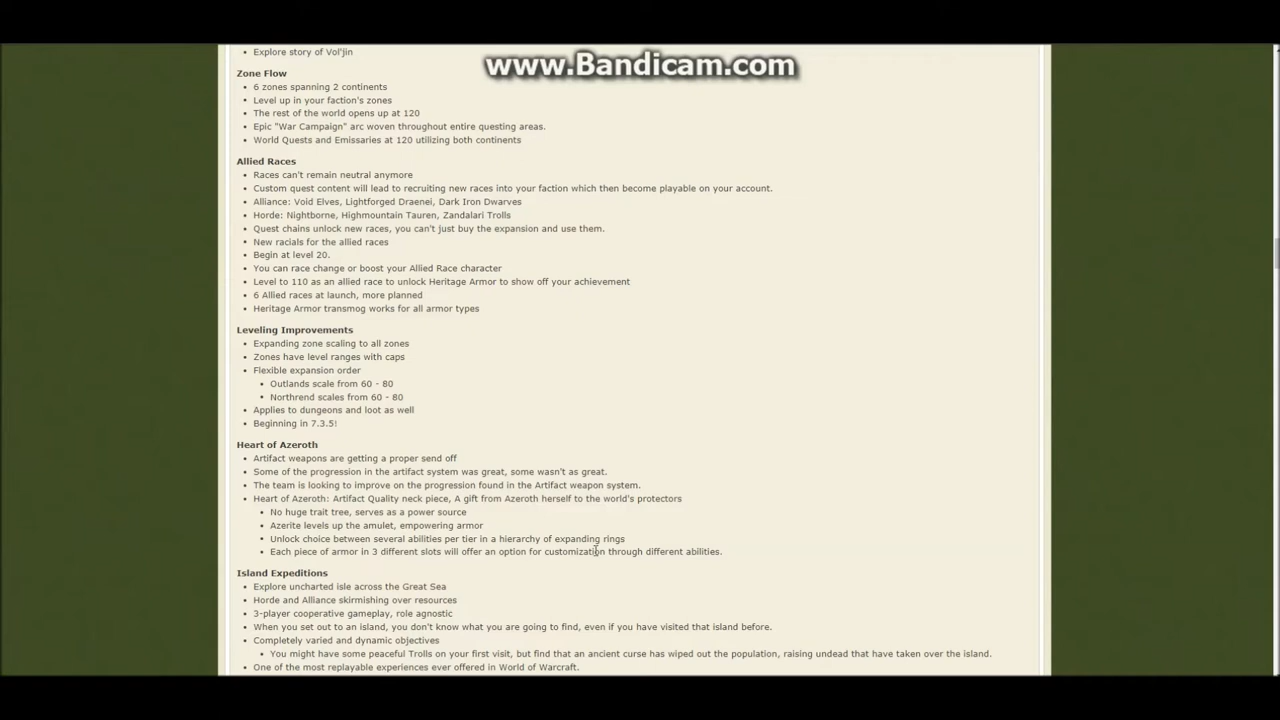 Explore story of Vol'jin
www.Bandicam.com
Zone Flow
6 zones spanning 2 continents
Level up in your faction's zones
The rest of the world opens up at 120
Epic "War Campaign" arc woven throughout entire questing areas.
World Quests and Emissaries at 120 utilizing both continents
Allied Races
Races can't remain neutral anymore
Custom quest content will lead to recruiting new races into your faction which then become playable on your account.
Alliance: Void Elves, Lightforged Draenei, Dark Iron Dwarves
Horde: Nightborne, Highmountain Tauren, Zandalari Trolls
Quest chains unlock new races, you can't just buy the expansion and use them.
New racials for the allied races
Begin at level 20.
You can race change or boost your Allied Race character
Level to 110 as an allied race to unlock Heritage Armor to show off your achievement
6 Allied races at launch, more planned
Heritage Armor transmog works for all armor types
Leveling Improvements
Expanding zone scaling to all zones
Zones have level ranges with caps
Flexible expansion order
Outlands scale from 60 - 80
Northrend scales from 60 - 80
Applies to dungeons and loot as well
Beginning in 7.3.5!
Heart of Azeroth
Artifact weapons are getting a proper send off
Some of the progression in the artifact system was great, some wasn't as great.
The team is looking to improve on the progression found in the Artifact weapon system.
Heart of Azeroth: Artifact Quality neck piece, A gift from Azeroth herself to the world's protectors
No huge trait tree, serves as a power source
Azerite levels up the amulet, empowering armor
Unlock choice between several abilities per tier in a hierarchy of expanding rings
Each piece of armor in 3 different slots will offer an option for customization through different abilities.
Island Expeditions
Explore uncharted isle across the Great Sea
Horde and Alliance skirmishing over resources
3-player cooperative gameplay, role agnostic
When you set out to an island, you don't know what you are going to find, even if you have visited that island before.
Completely varied and dynamic objectives
You might have some peaceful Trolls on your first visit, but find that an ancient curse has wiped out the population, raising undead that have taken over the island.
One of the most replayable experiences ever offered in World of Warcraft.